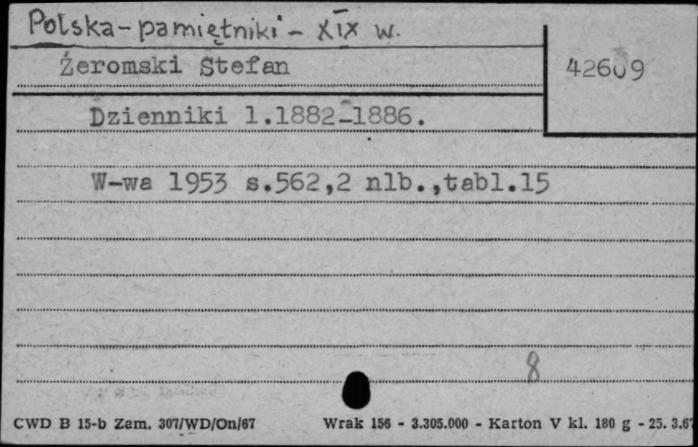 Polska-pamiętniki-XIX w.
Żeromski Stefan
42609
Dzienniki 1.1882-1886.
W-wa 1953 s.562,2 nlb.,tabl.15
8
CWD B 15-b Zam. 307/WD/On/67 Wrak 156 - 3.305.000 - Karton V kl. 180 g - 25. 3.6